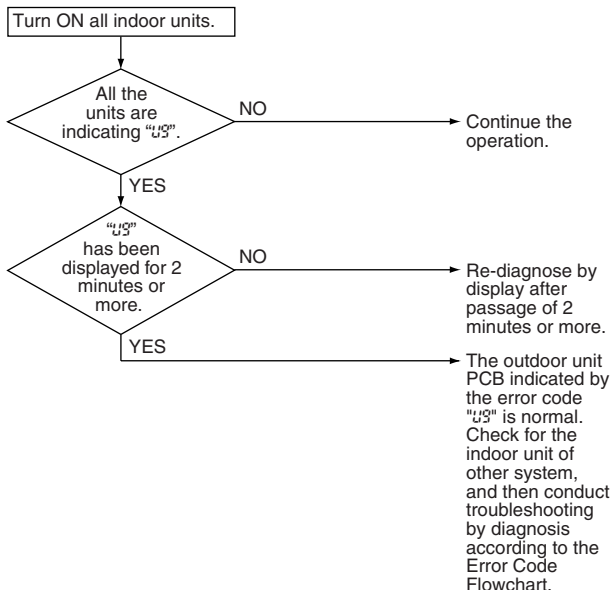 Turn ON all indoor units.
All the
units are
indicating “U9”.
NO
Continue the
operation.
YES
“U9”
has been
displayed for 2
minutes or
more.
NO
Re-diagnose by
display after
passage of 2
minutes or more.
YES
The outdoor unit
PCB indicated by
the error code
"U9" is normal.
Check for the
indoor unit of
other system,
and then conduct
troubleshooting
by diagnosis
according to the
Error Code
Flowchart.